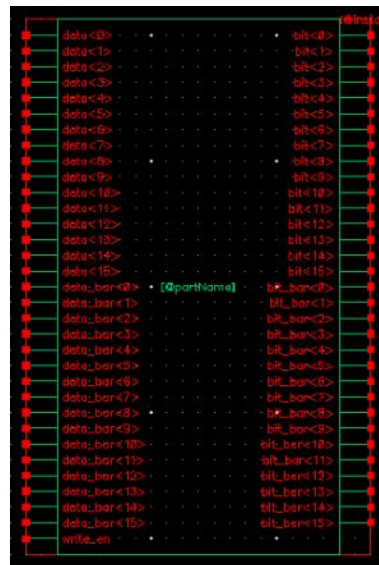 [@insta
data<0> bit<0>
data<1> bit<1>
data<2> bit<2>
data<3> bit<3>
data<4> bit<4>
data<5> bit<5>
data<6> bit<6>
data<7> bit<7>
data<8> bit<8>
data<9> bit<9>
data<10> bit<10>
data<11> bit<11>
data<12> bit<12>
data<13> bit<13>
data<14> bit<14>
data<15> bit<15>
data_bar<0> [@partName] bit_bar<0>
data_bar<1> bit_bar<1>
data_bar<2> bit_bar<2>
data_bar<3> bit_bar<3>
data_bar<4> bit_bar<4>
data_bar<5> bit_bar<5>
data_bar<6> bit_bar<6>
data_bar<7> bit_bar<7>
data_bar<8> bit_bar<8>
data_bar<9> bit_bar<9>
data_bar<10> bit_bar<10>
data_bar<11> bit_bar<11>
data_bar<12> bit_bar<12>
data_bar<13> bit_bar<13>
data_bar<14> bit_bar<14>
data_bar<15> bit_bar<15>
write_en